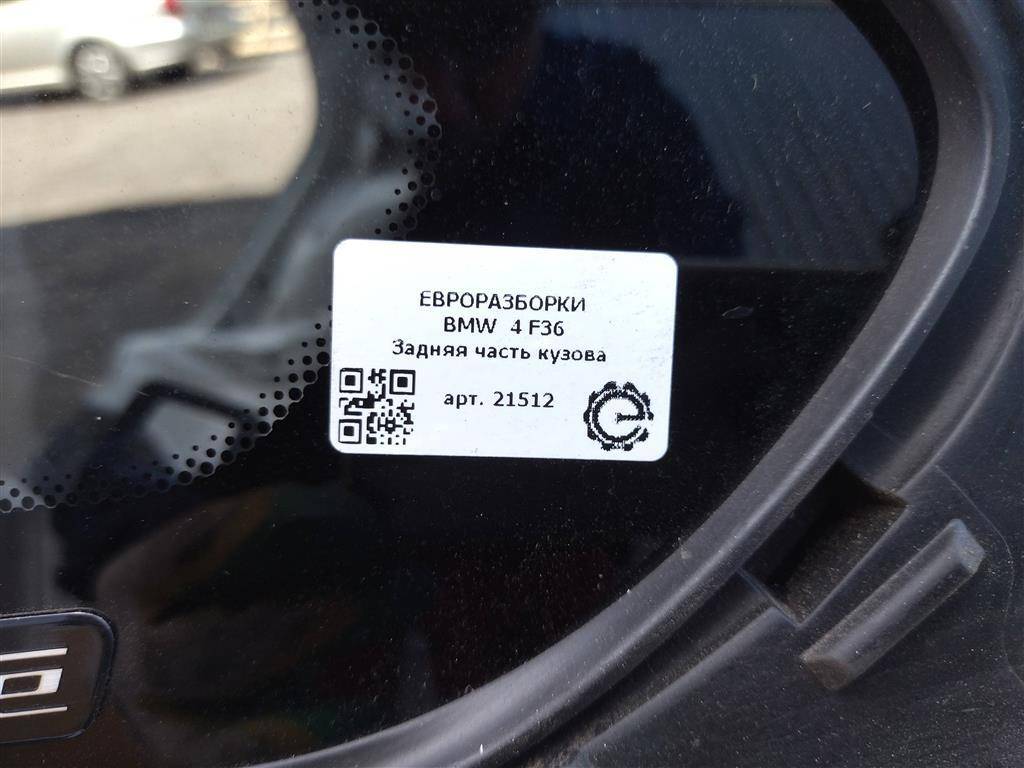 ЕВРОРАЗБОРКИ
BMW 4 F36
Задняя часть кузова
арт. 21512